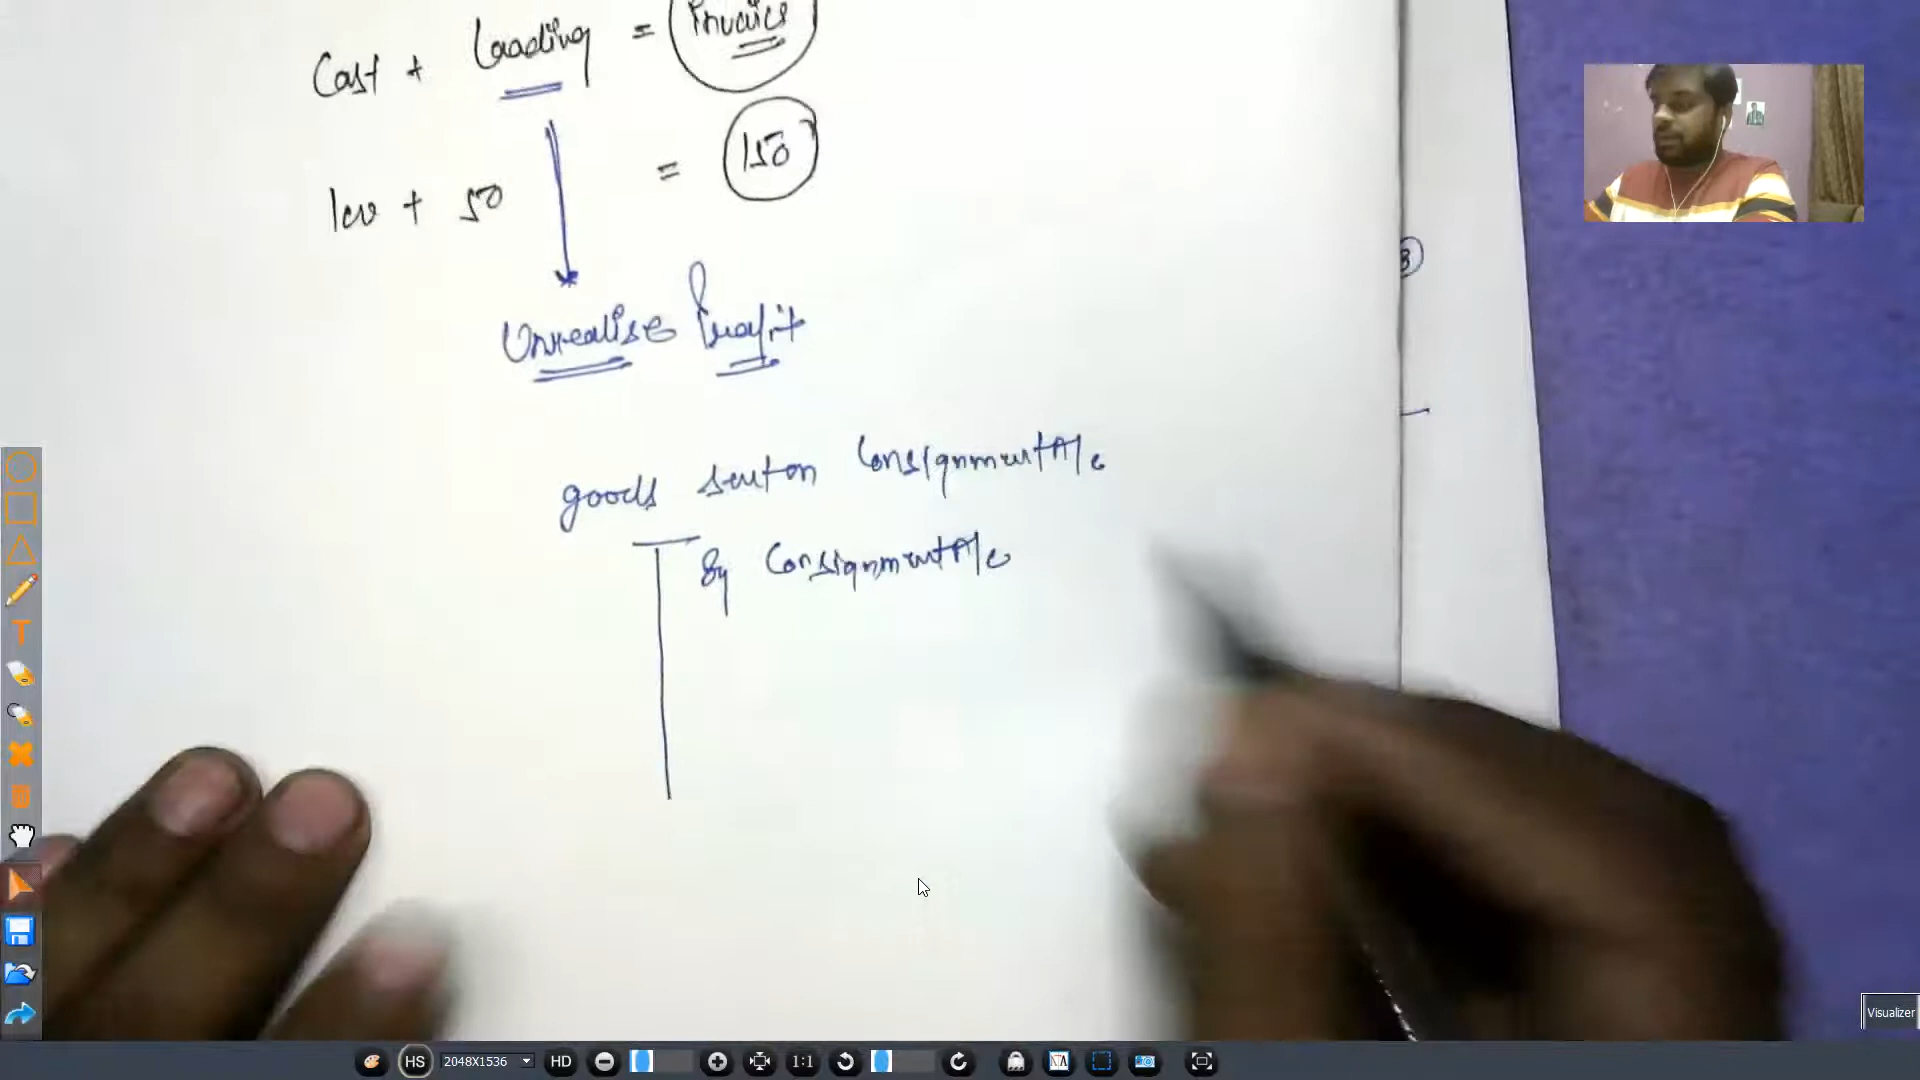 Cost + Loading = Invoice
100 + 50 = 150
Unrealise Profit
goods sent on Consignment A/c
By Consignment A/c
3
T
HS 2048X1536 HD 1:1
Visualizer